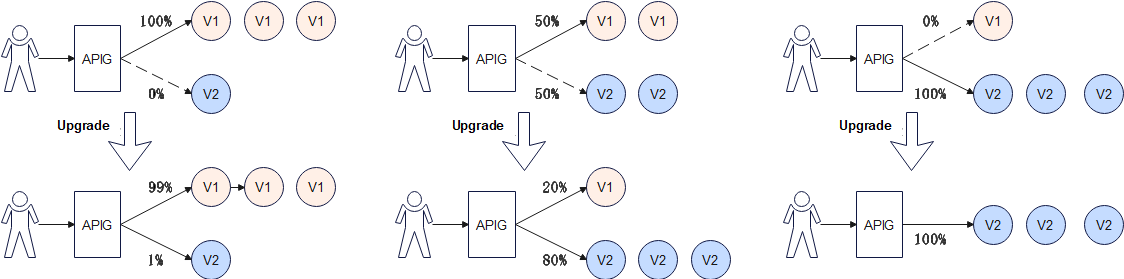 100% V1 V1 V1
APIG
0% V2
Upgrade
99% V1 V1 V1
APIG
1% V2
50% V1 V1
APIG
50% V2 V2
Upgrade
20% V1
APIG
80% V2 V2 V2
0% V1
APIG
100% V2 V2 V2
Upgrade
APIG V2 V2 V2
100%